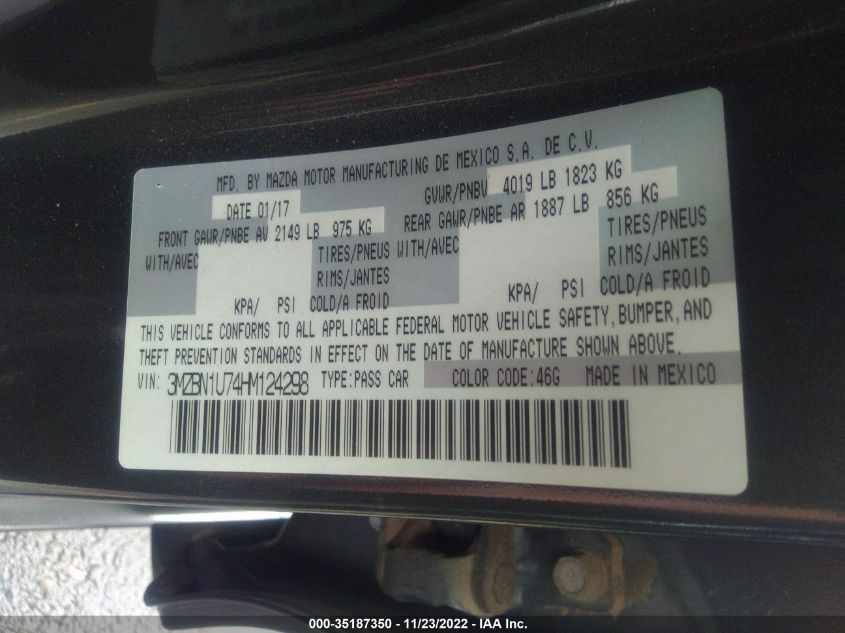 MFD. BY MAZDA MOTOR MANUFACTURING DE MEXICO S.A. DE C.V.
DATE 01/17 GVWR/PNBV 4019 LB 1823 KG
FRONT GAWR/PNBE AV 2149 LB 975 KG REAR GAWR/PNBE AR 1887 LB 856 KG
WITH/AVEC TIRES/PNEUS WITH/AVEC TIRES/PNEUS
RIMS/JANTES RIMS/JANTES
KPA/ PSI COLD/A FROID KPA/ PSI COLD/A FROID
THIS VEHICLE CONFORMS TO ALL APPLICABLE FEDERAL MOTOR VEHICLE SAFETY, BUMPER, AND
THEFT PREVENTION STANDARDS IN EFFECT ON THE DATE OF MANUFACTURE SHOWN ABOVE.
VIN: 3MZBN1U74HM124298 TYPE:PASS CAR COLOR CODE:46G MADE IN MEXICO
000-35187350 - 11/23/2022 - IAA Inc.